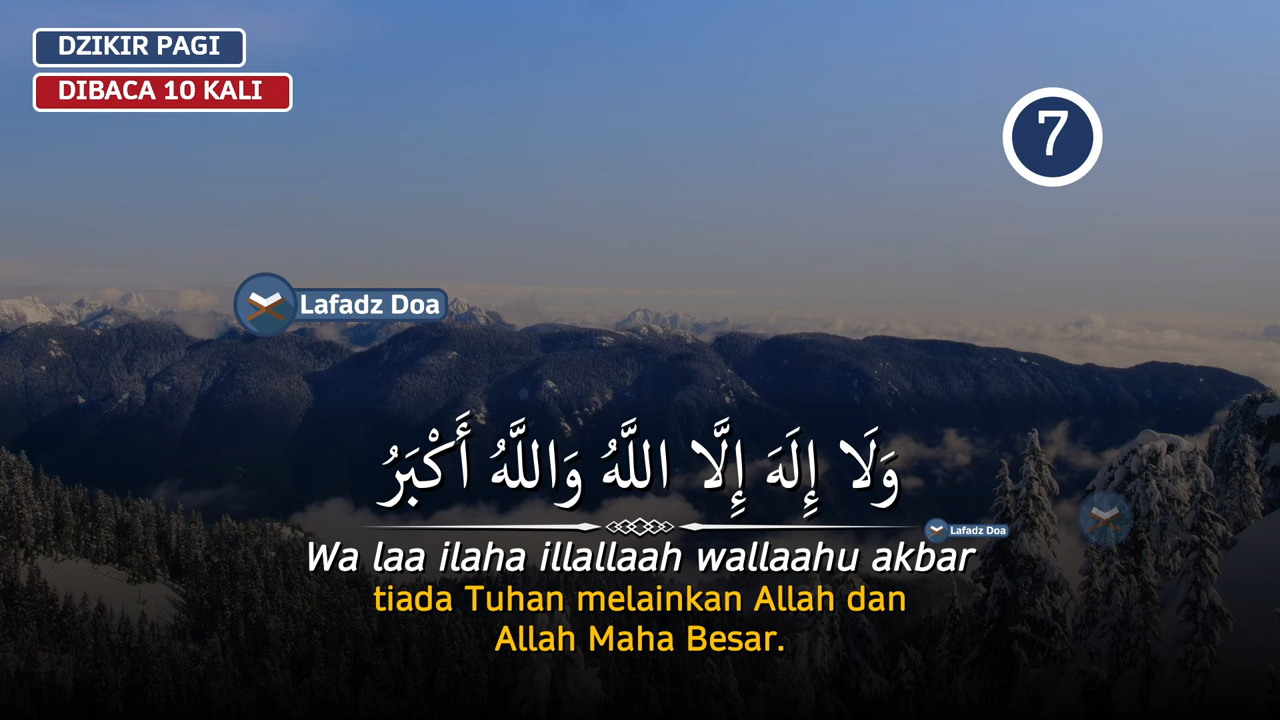 DZIKIR PAGI
DIBACA 10 KALI
7
Lafadz Doa
وَلَا إِلَهَ إِلَّا اللَّهُ وَاللَّهُ أَكْبَرُ
Lafadz Doa
Wa laa ilaha illallaah wallaahu akbar
tiada Tuhan melainkan Allah dan
Allah Maha Besar.